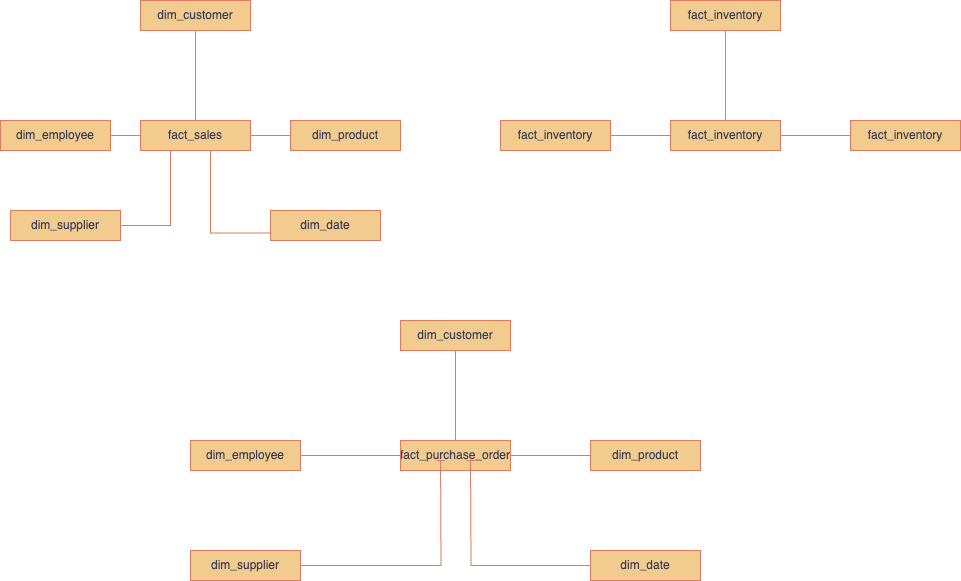 dim_customer
fact_inventory
dim_employee
fact_sales
dim_product
fact_inventory
fact_inventory
fact_inventory
dim_supplier
dim_date
dim_customer
dim_employee
fact_purchase_order
dim_product
dim_supplier
dim_date